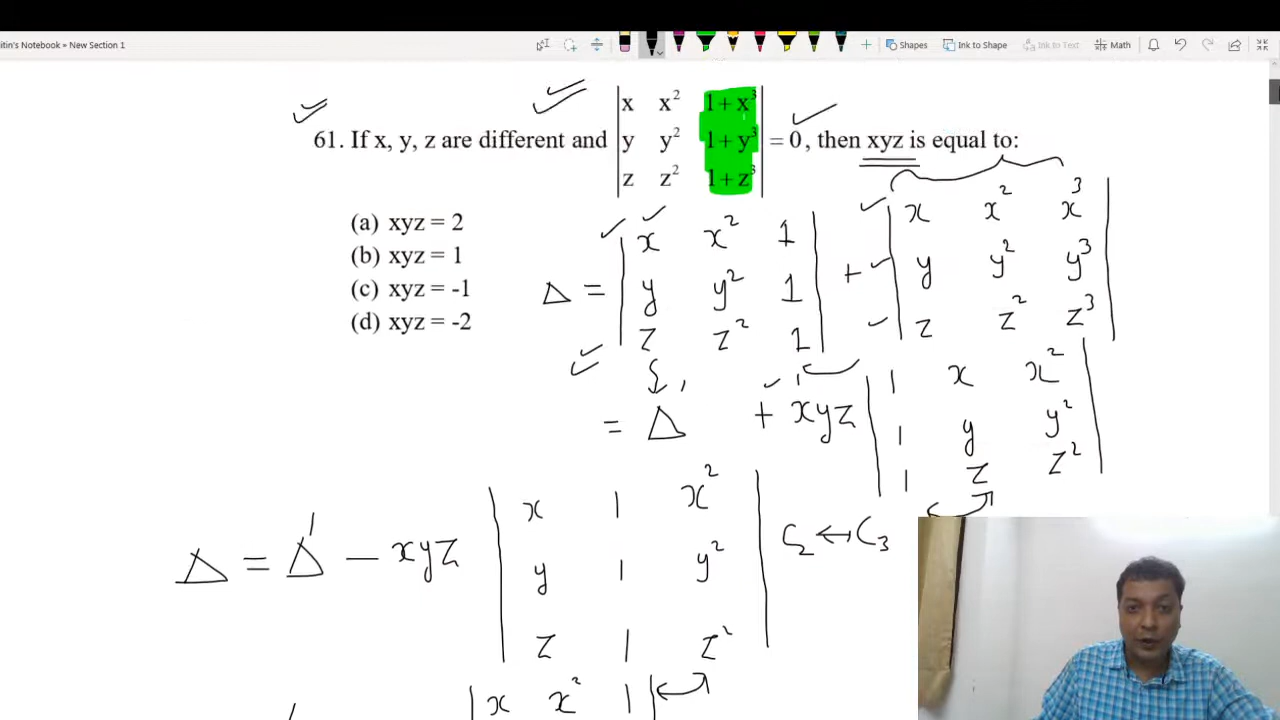 itin's Notebook » New Section 1
Shapes Ink to Shape Ink to Text Math
61. If x, y, z are different and | x x² 1+x³ | = 0, then xyz is equal to:
| y y² 1+y³ |
| z z² 1+z³ |
(a) xyz = 2
(b) xyz = 1
(c) xyz = -1
(d) xyz = -2
Δ = | x x² 1 | + | x x² x³ |
| y y² 1 | | y y² y³ |
| z z² 1 | | z z² z³ |
= Δ' + xyz | 1 x x² |
| 1 y y² |
| 1 z z² |
Δ = Δ' − xyz | x 1 x² | C₂ ↔ C₃
| y 1 y² |
| z 1 z² |
| x x² 1 |